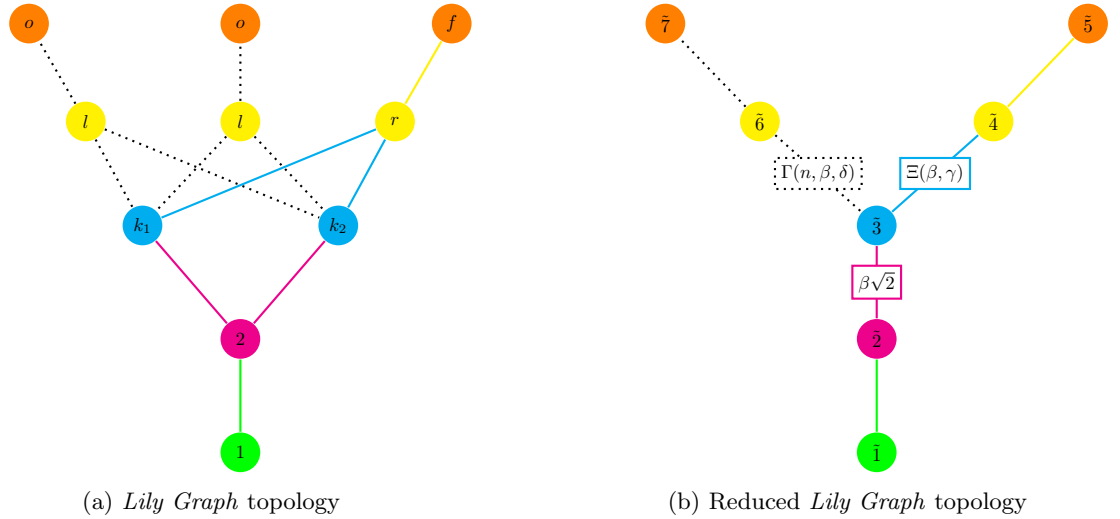 o o f 7̃ 5̃
l l r 6̃ 4̃
Γ(n, β, δ) Ξ(β, γ)
k₁ k₂ 3̃
β√2
2 2̃
1 1̃
(a) Lily Graph topology (b) Reduced Lily Graph topology